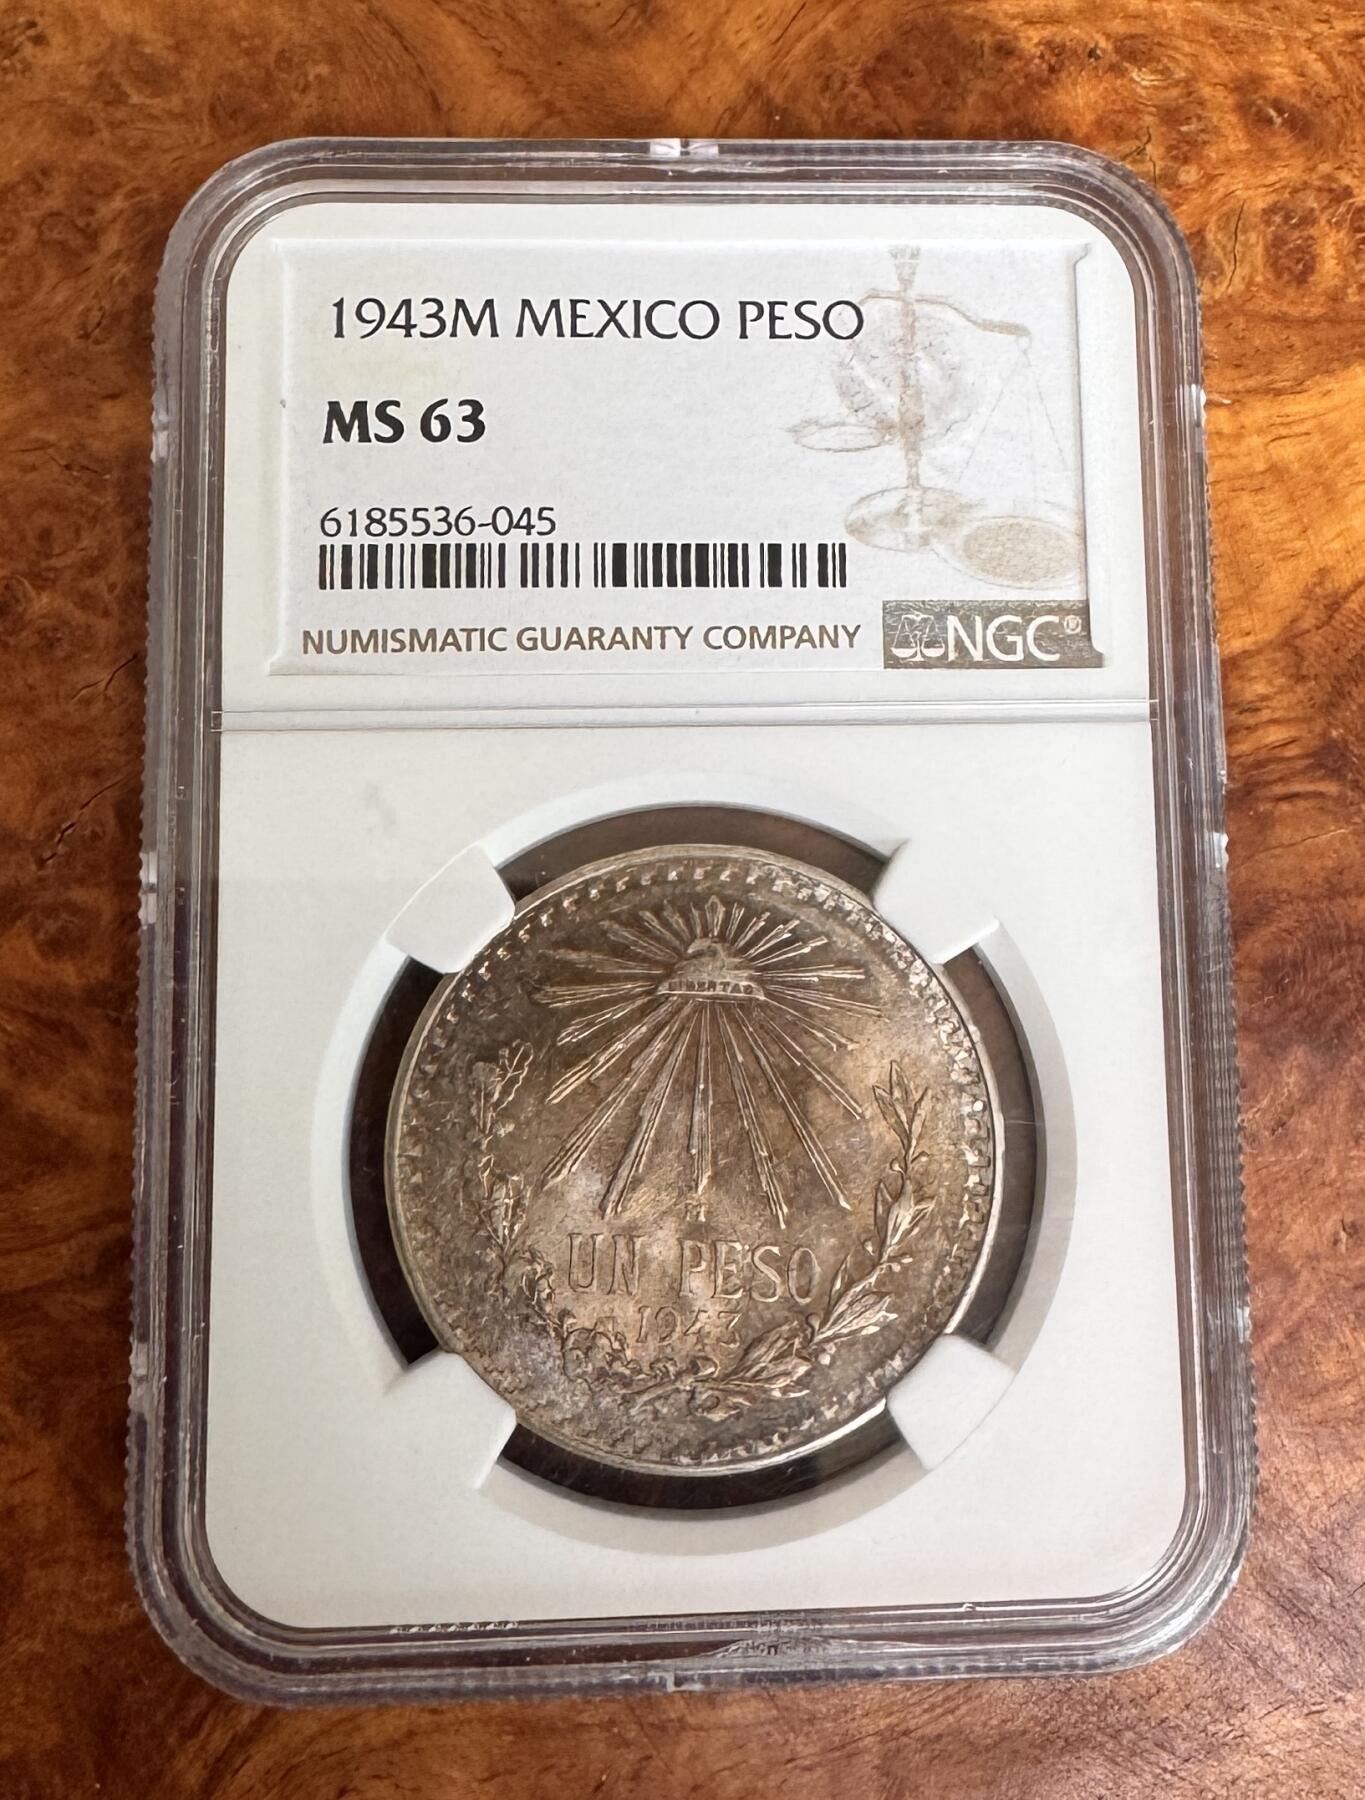 1943M MEXICO PESO
MS 63
6185536-045
NUMISMATIC GUARANTY COMPANY
NGC®
LIBERTAD
M
UN PESO
1943